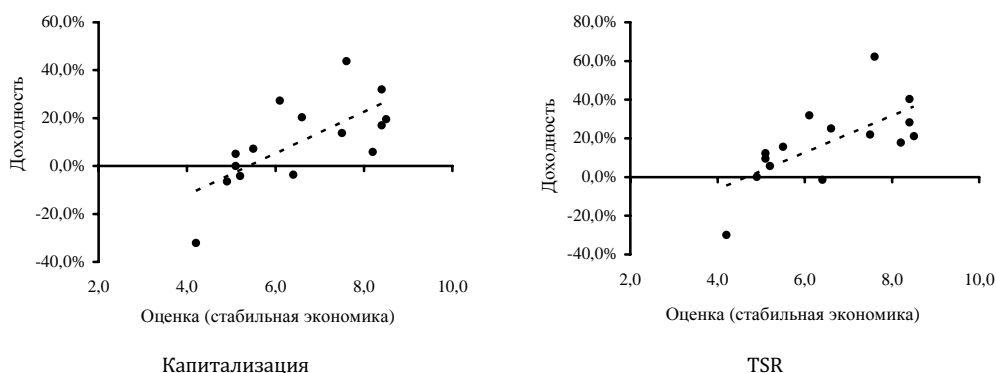 60,0%
40,0%
20,0%
0,0%
-20,0%
-40,0%
Доходность
2,0 4,0 6,0 8,0 10,0
Оценка (стабильная экономика)
Капитализация
80,0%
60,0%
40,0%
20,0%
0,0%
-20,0%
-40,0%
Доходность
2,0 4,0 6,0 8,0 10,0
Оценка (стабильная экономика)
TSR